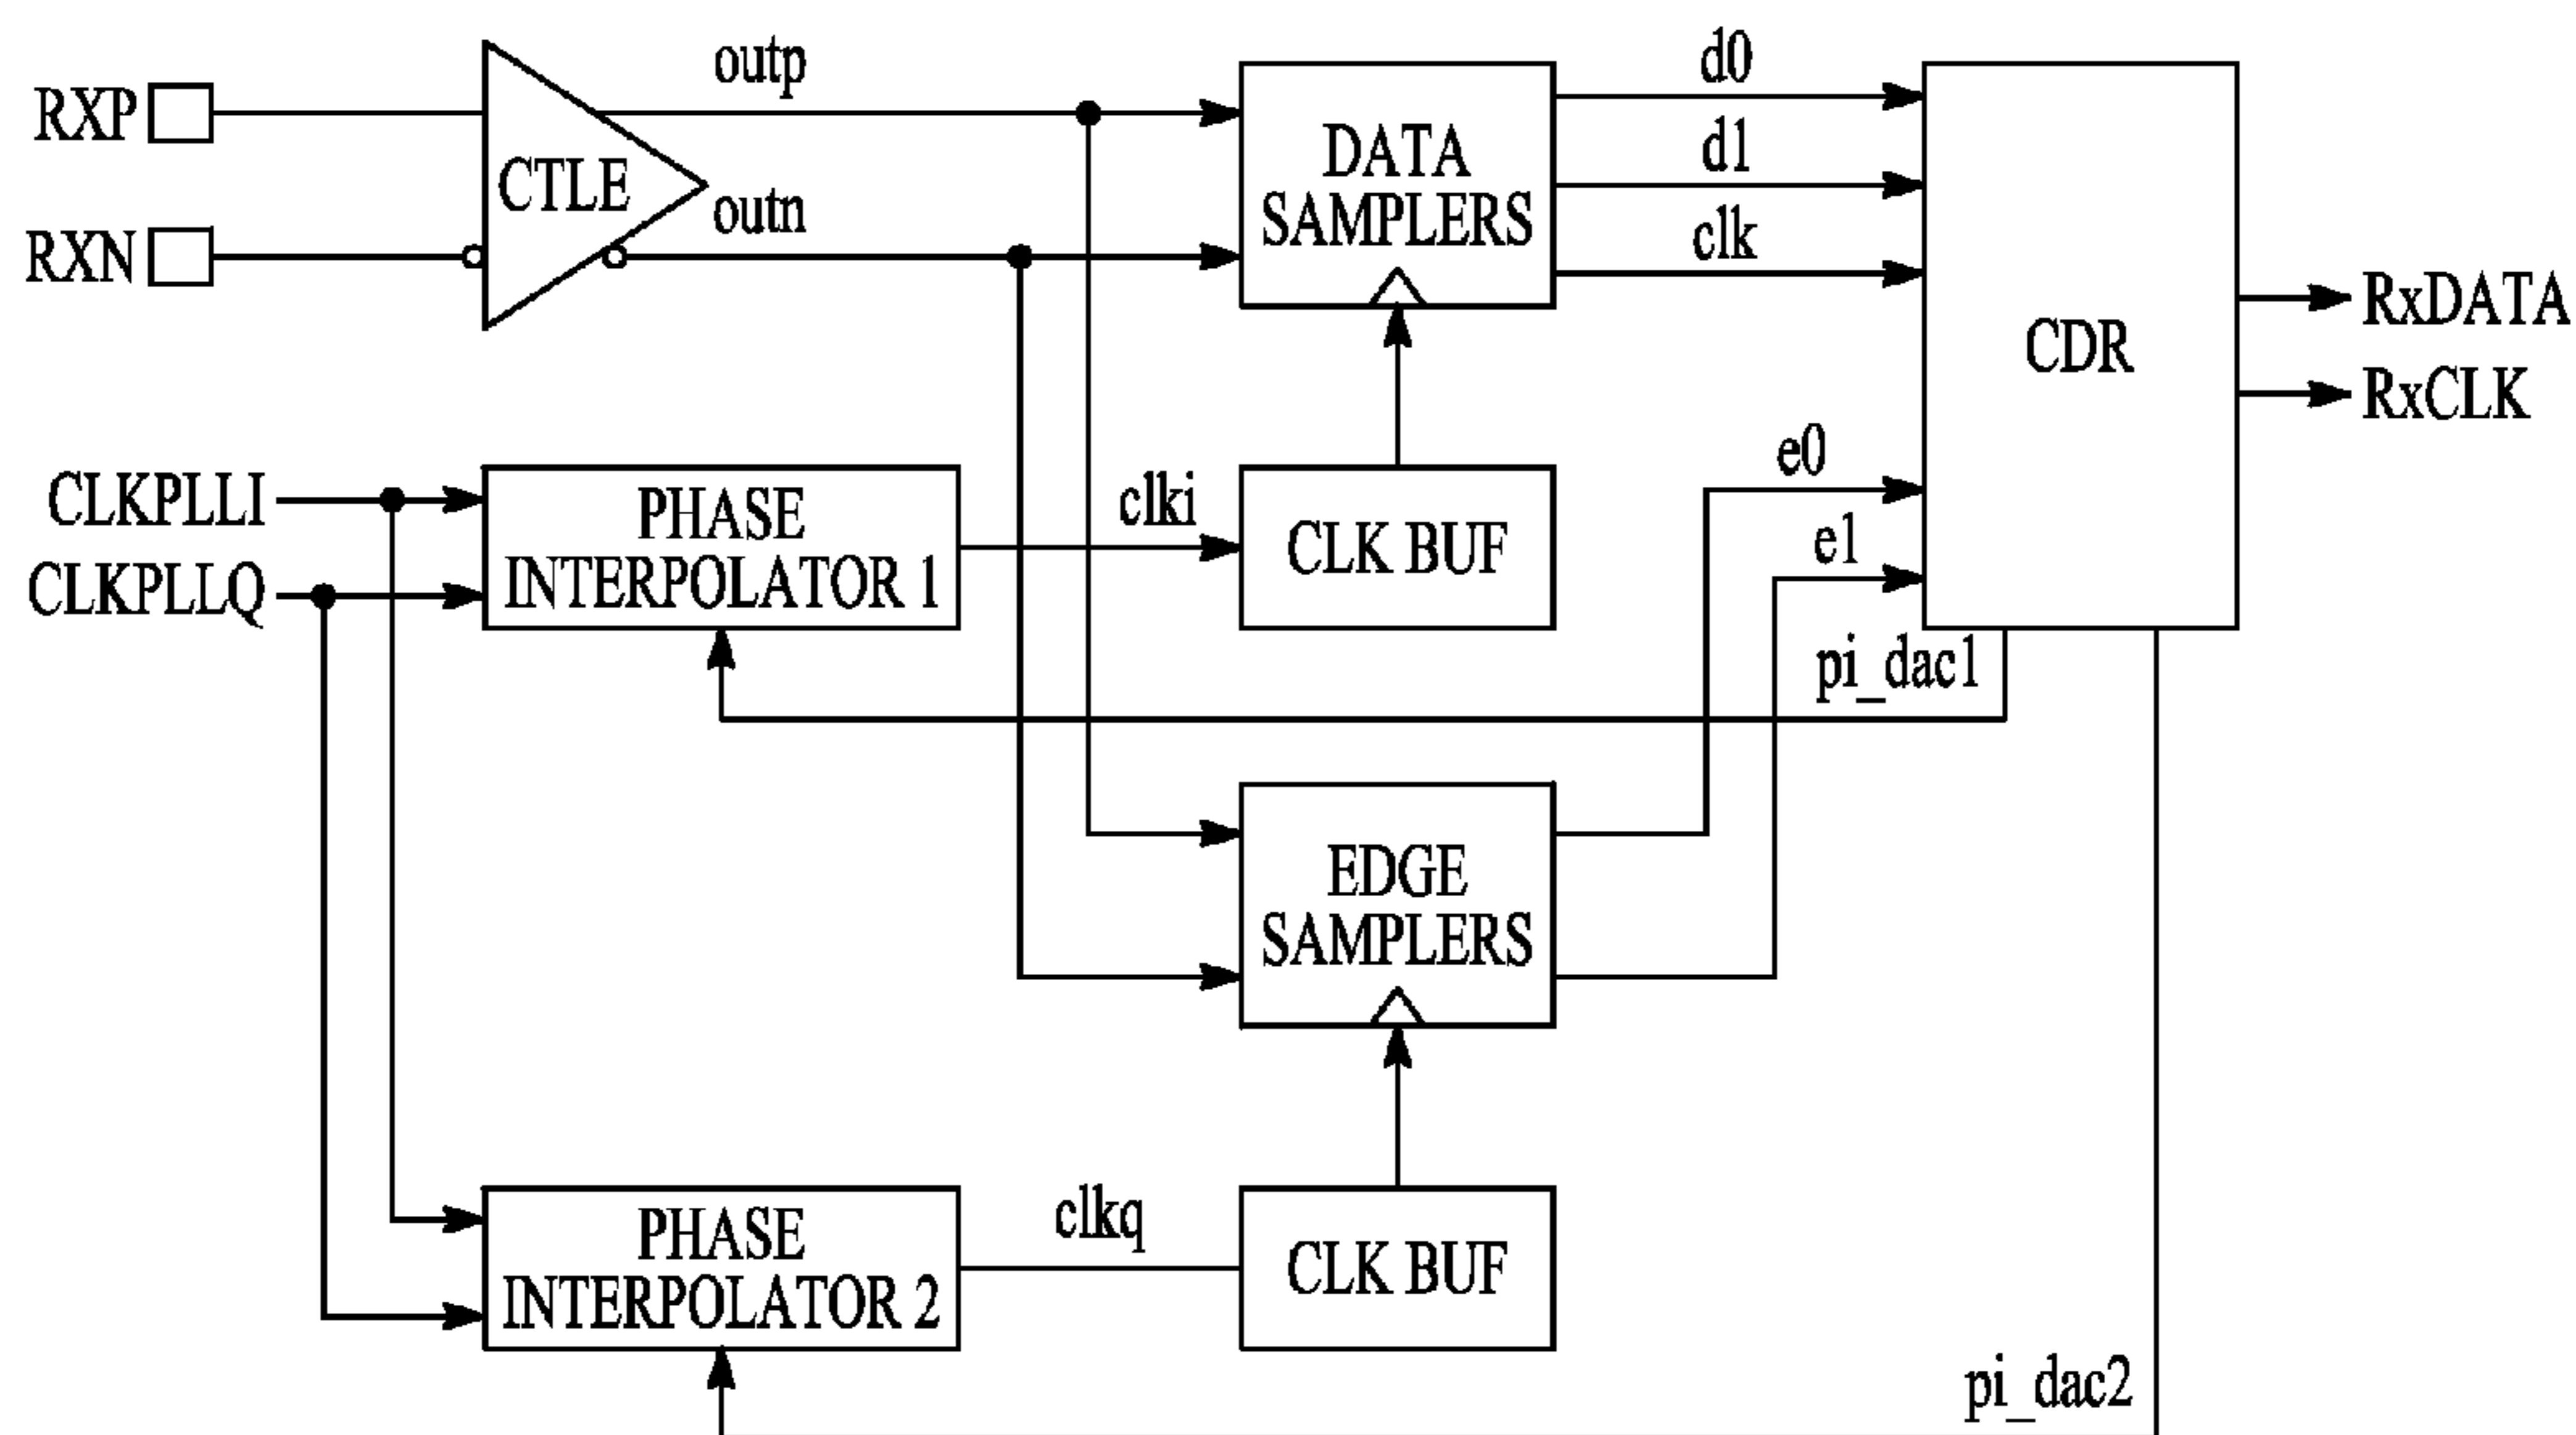 outp
d0
RXP
DATA
SAMPLERS
d1
CTLE
outn
clk
RXN
RxDATA
CDR
RxCLK
e0
CLKPLLI
PHASE
INTERPOLATOR 1
clki
CLK BUF
e1
CLKPLLQ
pi_dac1
EDGE
SAMPLERS
PHASE
INTERPOLATOR 2
clkq
CLK BUF
pi_dac2